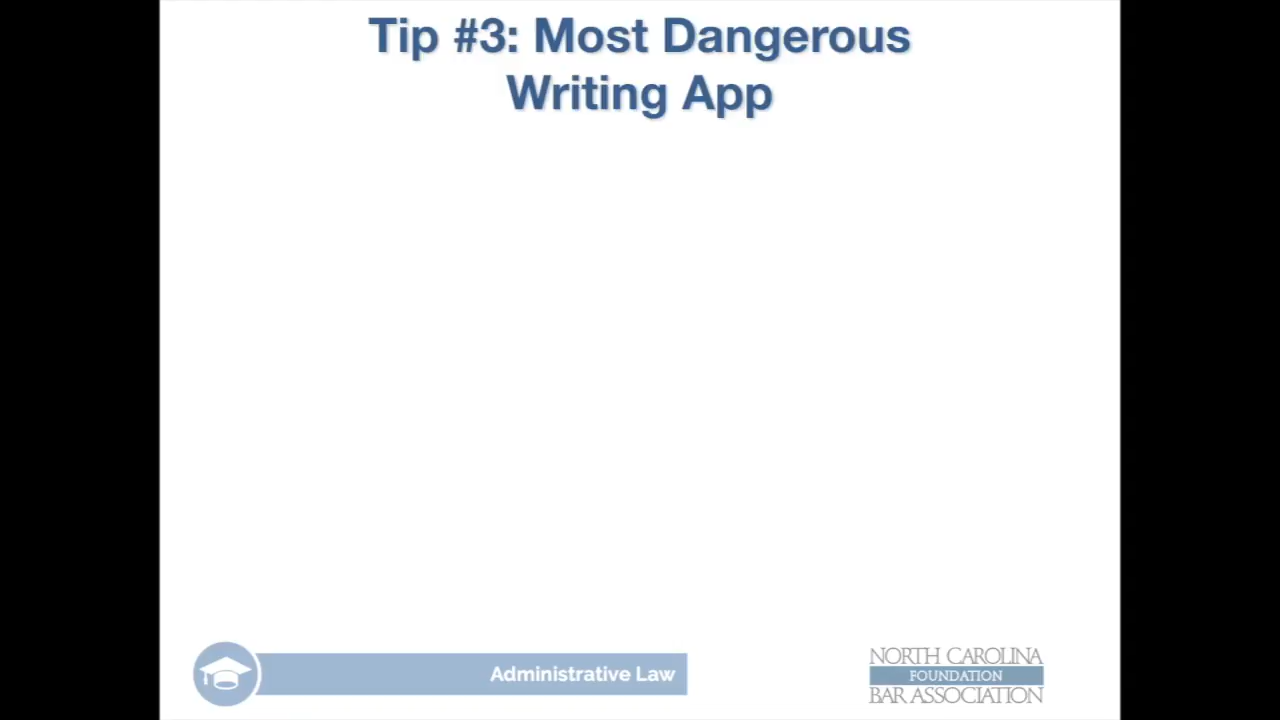 Tip #3: Most Dangerous
Writing App
Administrative Law
NORTH CAROLINA
FOUNDATION
BAR ASSOCIATION